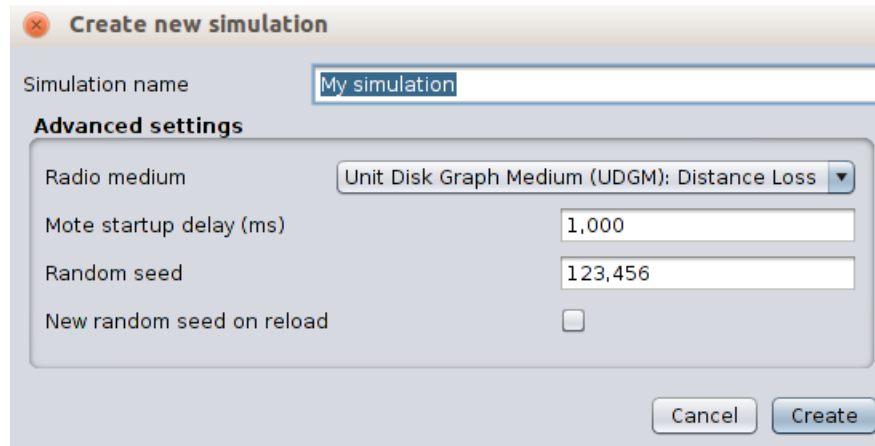 Create new simulation
Simulation name My simulation
Advanced settings
Radio medium Unit Disk Graph Medium (UDGM): Distance Loss
Mote startup delay (ms) 1,000
Random seed 123,456
New random seed on reload
Cancel Create